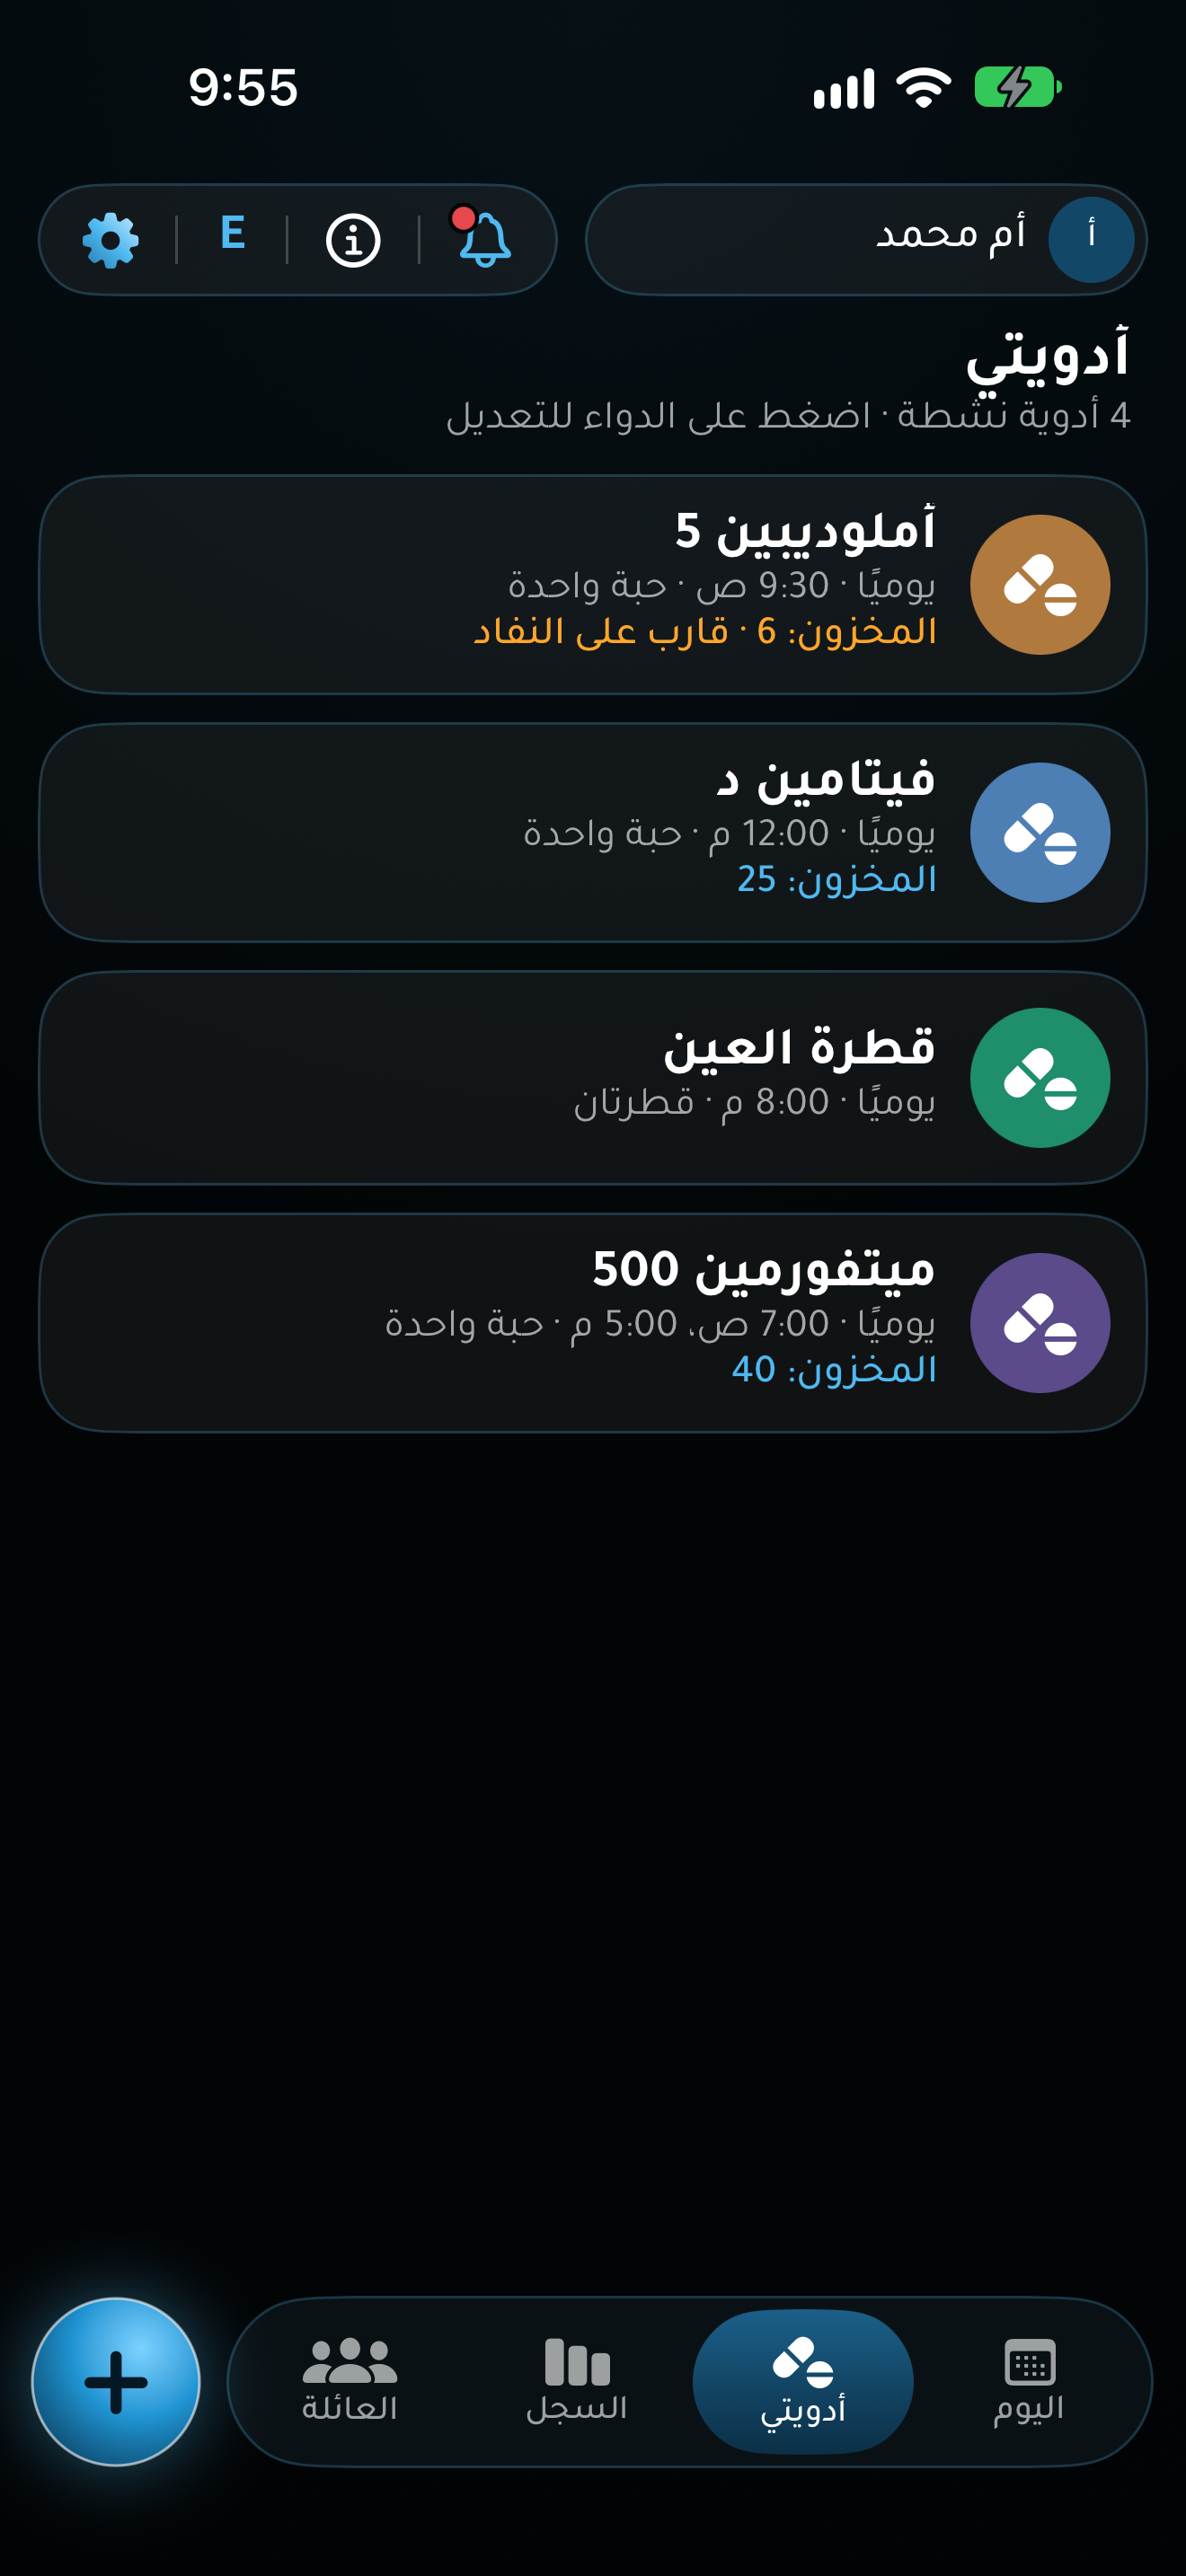 9:55
أ أم محمد
E
أدويتي
4 أدوية نشطة · اضغط على الدواء للتعديل
أملوديبين 5
يوميًا · 9:30 ص · حبة واحدة
المخزون: 6 · قارب على النفاد
فيتامين د
يوميًا · 12:00 م · حبة واحدة
المخزون: 25
قطرة العين
يوميًا · 8:00 م · قطرتان
ميتفورمين 500
يوميًا · 7:00 ص، 5:00 م · حبة واحدة
المخزون: 40
اليوم أدويتي السجل العائلة